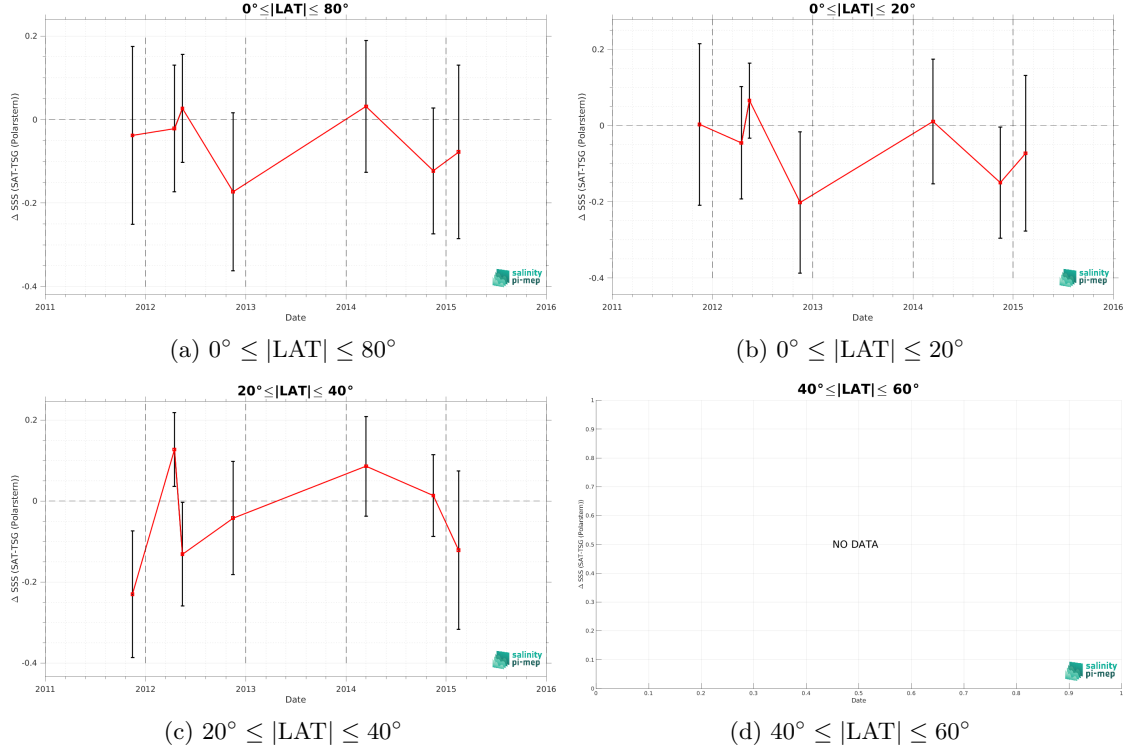 0°≤|LAT|≤ 80°
Δ SSS (SAT-TSG (Polarstern))
0.2
0
-0.2
-0.4
2011 2012 2013 2014 2015 2016
Date
salinity
pi-mep
(a) 0° ≤ |LAT| ≤ 80°
0°≤|LAT|≤ 20°
Δ SSS (SAT-TSG (Polarstern))
0.2
0
-0.2
-0.4
2011 2012 2013 2014 2015 2016
Date
salinity
pi-mep
(b) 0° ≤ |LAT| ≤ 20°
20°≤|LAT|≤ 40°
Δ SSS (SAT-TSG (Polarstern))
0.2
0
-0.2
-0.4
2011 2012 2013 2014 2015 2016
Date
salinity
pi-mep
(c) 20° ≤ |LAT| ≤ 40°
40°≤|LAT|≤ 60°
Δ SSS (SAT-TSG (Polarstern))
1
0.9
0.8
0.7
0.6
0.5
0.4
0.3
0.2
0.1
0
NO DATA
0 0.1 0.2 0.3 0.4 0.5 0.6 0.7 0.8 0.9 1
Date
salinity
pi-mep
(d) 40° ≤ |LAT| ≤ 60°